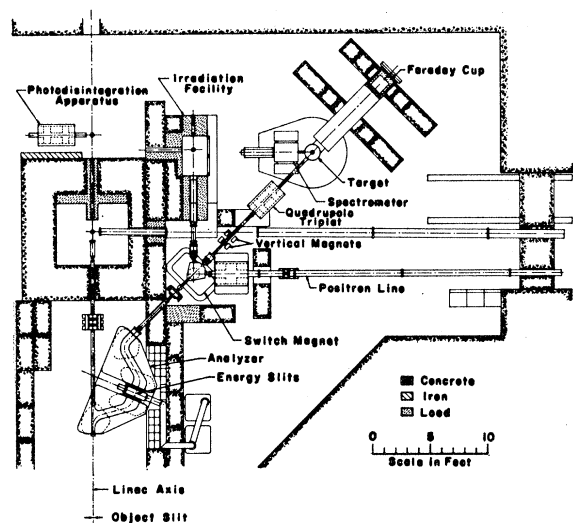 Photodisintegration
Apparatus
Irradiation
Facility
Faraday Cup
Target
Spectrometer
Quadrupole
Triplet
Vertical Magnets
Positron Line
Switch Magnet
Analyzer
Energy Slits
Concrete
Iron
Lead
0 5 10
Scale in Feet
Linac Axis
Object Slit